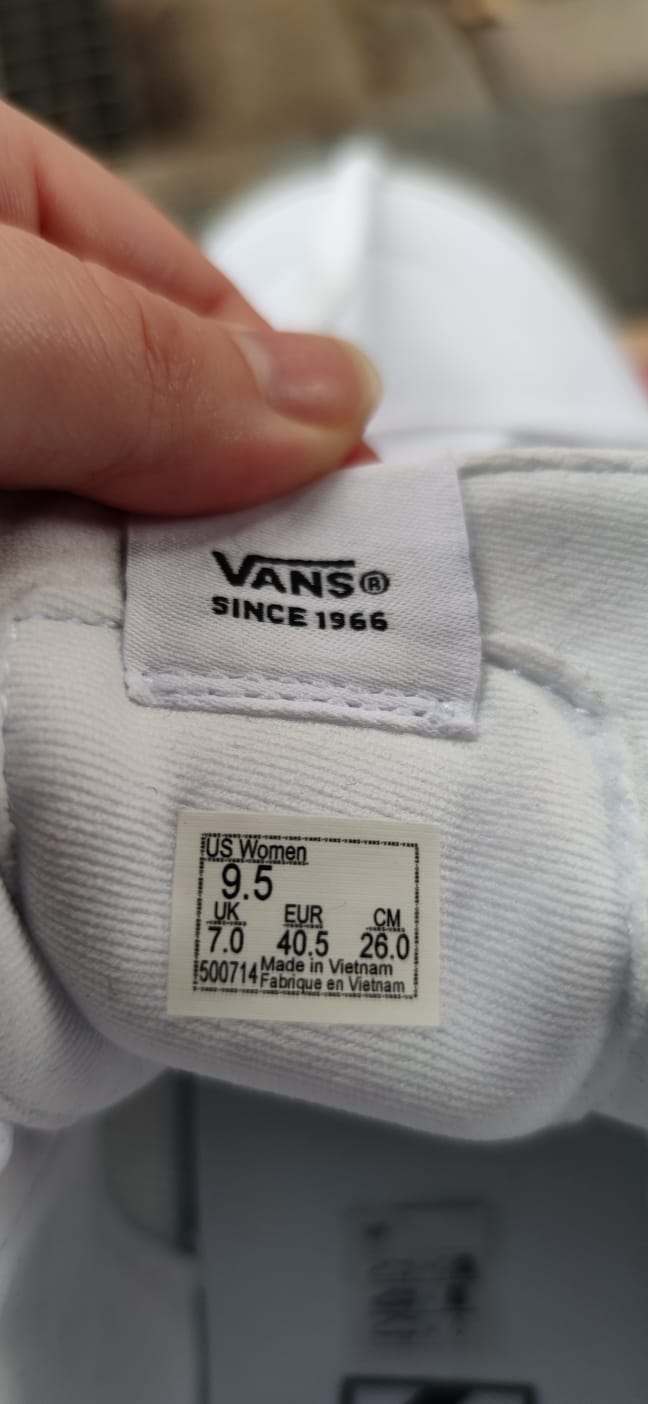 VANS®
SINCE 1966
US Women
9.5
UK EUR CM
7.0 40.5 26.0
500714 Made in Vietnam
Fabrique en Vietnam